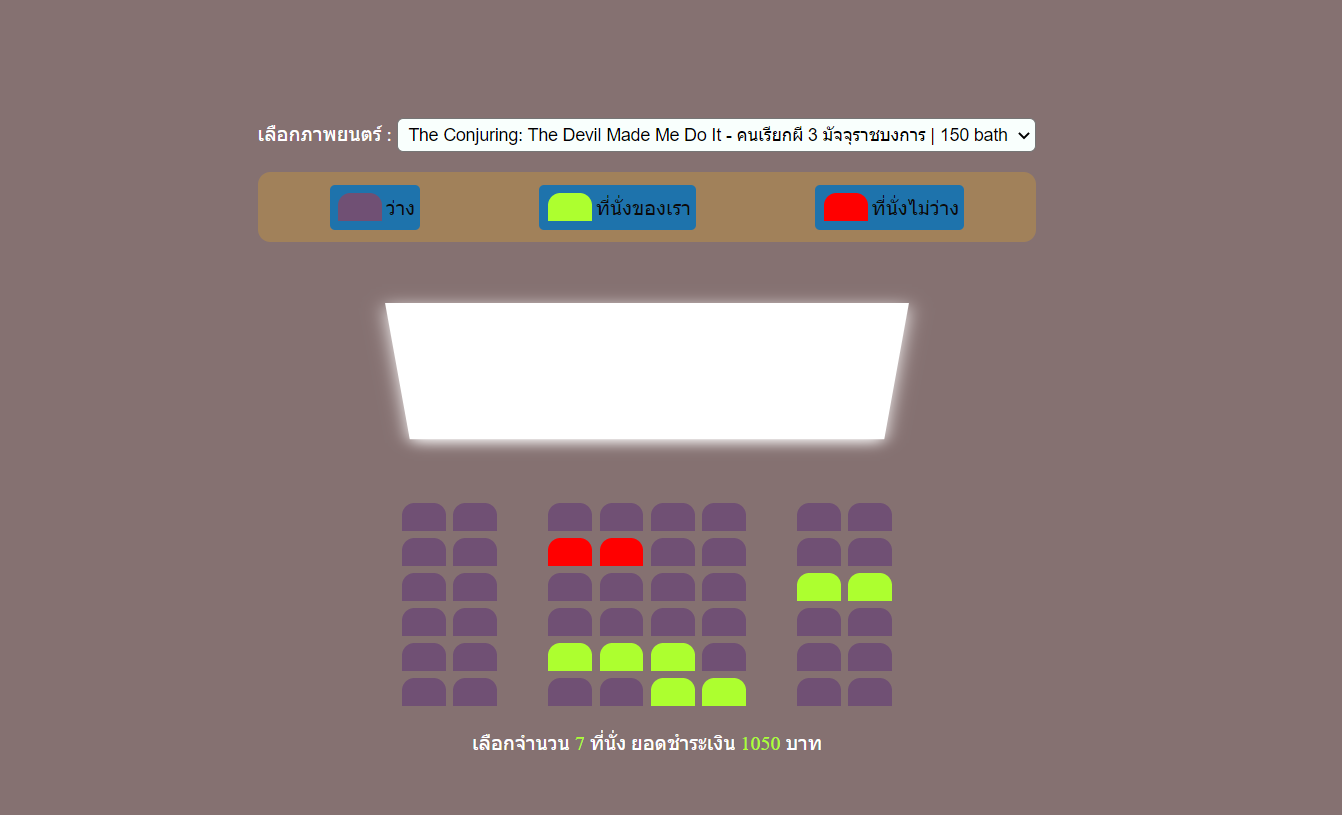 เลือกภาพยนตร์ : The Conjuring: The Devil Made Me Do It - คนเรียกผี 3 มัจจุราชบงการ | 150 bath
ว่าง ที่นั่งของเรา ที่นั่งไม่ว่าง
เลือกจำนวน 7 ที่นั่ง ยอดชำระเงิน 1050 บาท